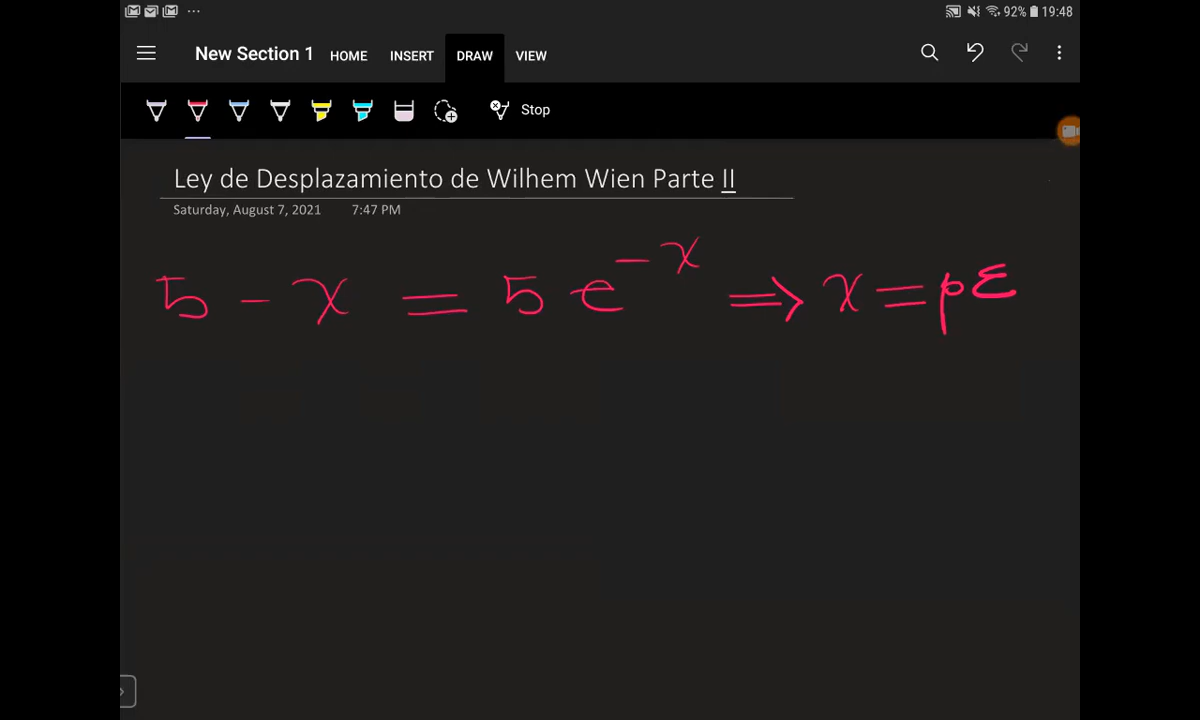 92% 19:48
New Section 1 HOME INSERT DRAW VIEW
Stop
Ley de Desplazamiento de Wilhem Wien Parte II
Saturday, August 7, 2021 7:47 PM
5 - x = 5 e^{-x} ⇒ x = pε